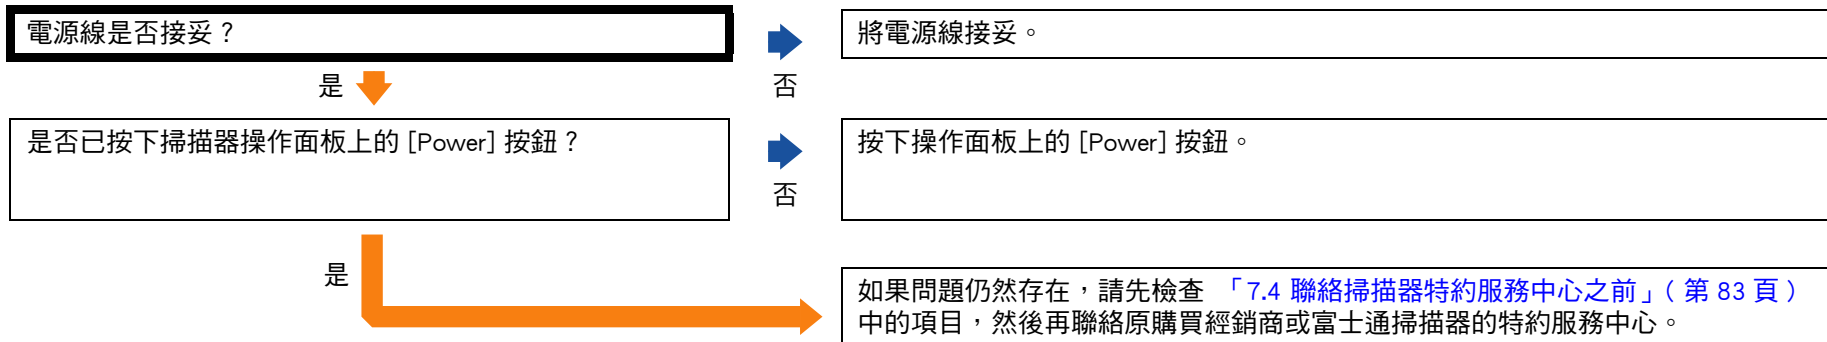 電源線是否接妥？
將電源線接妥。
是
否
是否已按下掃描器操作面板上的 [Power] 按鈕？
按下操作面板上的 [Power] 按鈕。
否
是
如果問題仍然存在，請先檢查 「7.4 聯絡掃描器特約服務中心之前」( 第 83 頁 )
中的項目，然後再聯絡原購買經銷商或富士通掃描器的特約服務中心。